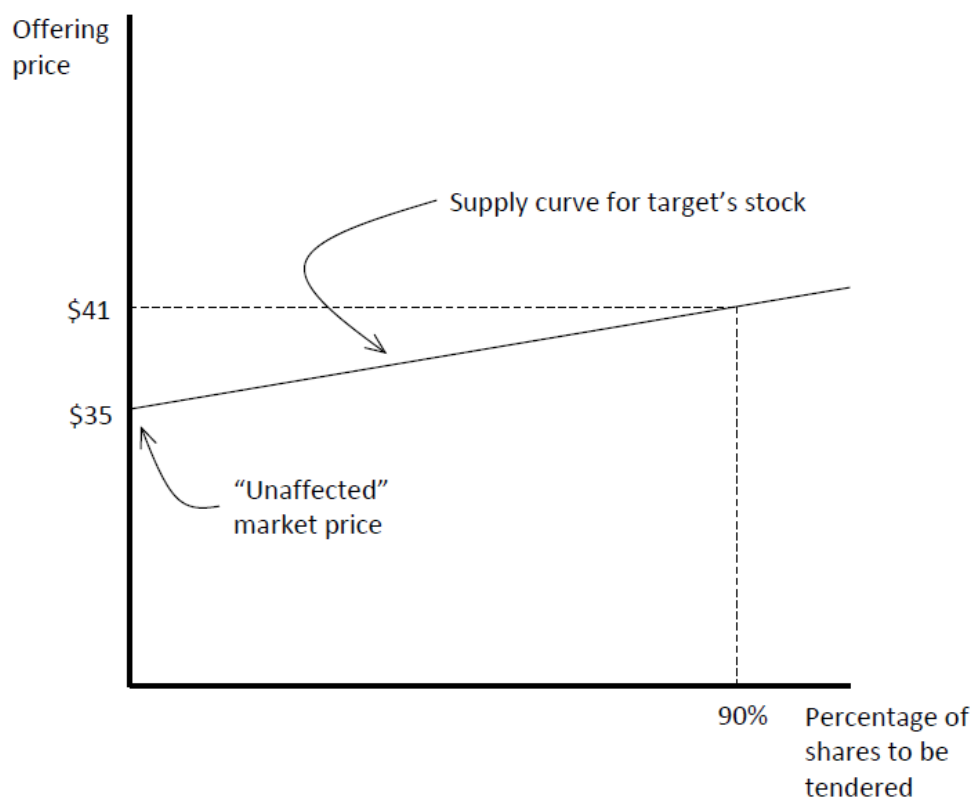 Offering
price
Supply curve for target’s stock
$41
$35
“Unaffected”
market price
90%
Percentage of
shares to be
tendered